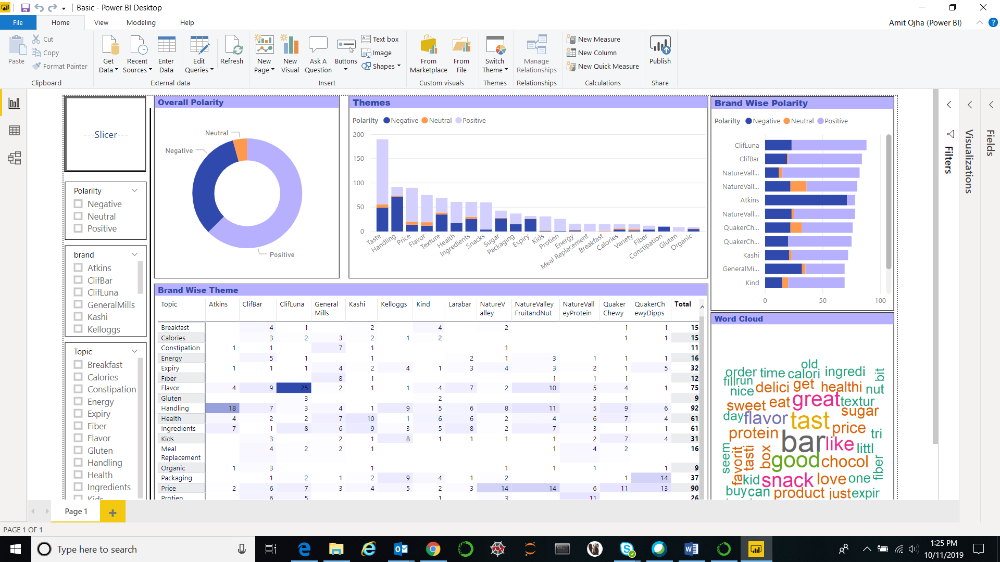 Basic - Power BI Desktop
File Home View Modeling Help Amit Ojha (Power BI) ?
Paste
Cut
Copy
Format Painter
Clipboard
Get Data
Recent Sources
Enter Data
Edit Queries
Refresh
External data
New Page
New Visual
Ask A Question
Buttons
Text box
Image
Shapes
Insert
From Marketplace
From File
Custom visuals
Switch Theme
Themes
Manage Relationships
Relationships
New Measure
New Column
New Quick Measure
Calculations
Publish
Share
---Slicer---
Polarilty
Negative
Neutral
Positive
brand
Atkins
ClifBar
ClifLuna
GeneralMills
Kashi
Kelloggs
Topic
Breakfast
Calories
Constipation
Energy
Expiry
Fiber
Flavor
Gluten
Handling
Health
Ingredients
Kids
Overall Polarity
Neutral
Negative
Positive
Themes
Polarilty Negative Neutral Positive
200
150
100
50
0
Taste Handling Price Flavor Texture Health Ingredients Snacks Sugar Packaging Expiry Kids Protien Energy Meal Replacement Breakfast Calories Variety Fiber Constipation Gluten Organic
Brand Wise Polarity
Polarilty Negative Neutral Positive
ClifLuna
ClifBar
NatureVall...
NatureVall...
Atkins
NatureVall...
QuakerCh...
QuakerCh...
Kashi
GeneralMi...
Kind
0 50 100
Brand Wise Theme
Topic Atkins ClifBar ClifLuna General Mills Kashi Kelloggs Kind Larabar NatureV alley NatureValley FruitandNut NatureVall eyProtein Quaker Chewy QuakerCh ewyDipps Total
Breakfast 4 1 2 4 2 1 1 15
Calories 3 2 3 2 1 2 1 1 15
Constipation 1 1 7 1 1 11
Energy 5 1 1 2 1 3 1 1 1 16
Expiry 1 1 1 4 2 4 1 3 4 3 2 1 5 32
Fiber 8 1 1 1 1 12
Flavor 4 9 25 2 1 1 4 7 2 10 5 4 1 75
Gluten 3 2 3 1 9
Handling 18 7 3 4 1 9 5 6 8 11 5 9 6 92
Health 4 2 2 7 10 1 6 6 2 4 6 7 4 61
Ingredients 7 1 8 6 9 3 5 8 2 7 3 1 1 61
Kids 3 2 1 8 1 1 1 1 2 7 4 31
Meal Replacement 4 2 2 1 1 4 2 16
Organic 1 3 1 1 1 1 1 9
Packaging 1 2 1 2 9 4 1 2 1 14 37
Price 2 6 7 3 4 5 2 3 14 14 6 11 13 90
Protien 6 5 1 3 11 26
Word Cloud
old
order time calori ingredi bit
fillrun
nice delici get healthi nut
sweet eat great textur
day flavor tast sugar
protein price tri
bar like littl
seem favorit tasti box good chocol fiber
kid snack love one
buy can product just expir
Filters
Visualizations
Fields
Page 1
PAGE 1 OF 1
Type here to search
1:25 PM
10/11/2019